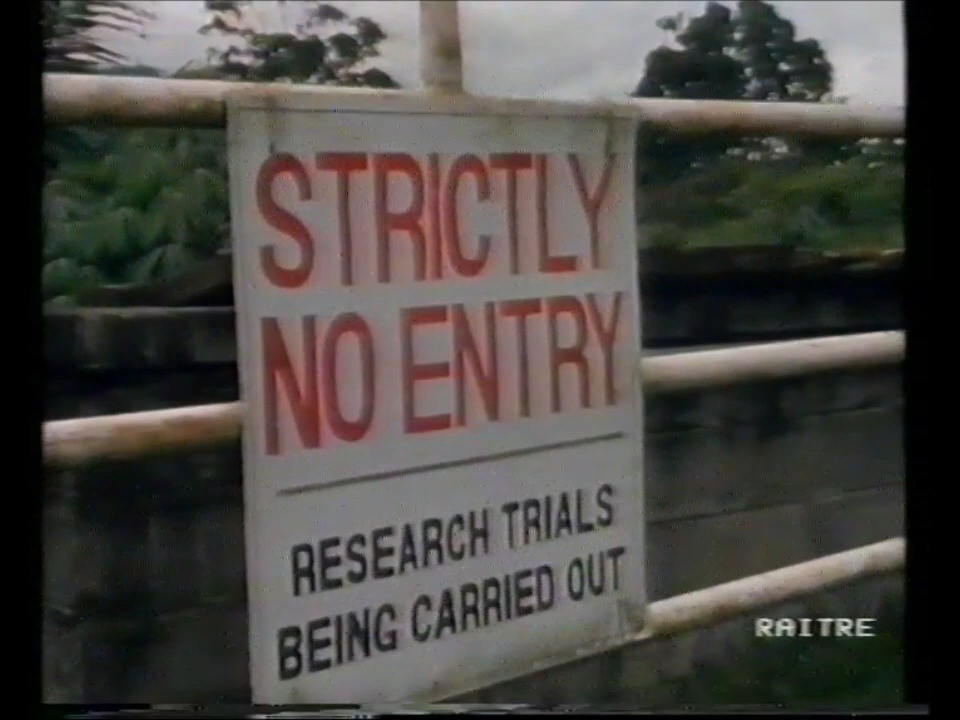 STRICTLY
NO ENTRY
RESEARCH TRIALS
BEING CARRIED OUT
RAITRE